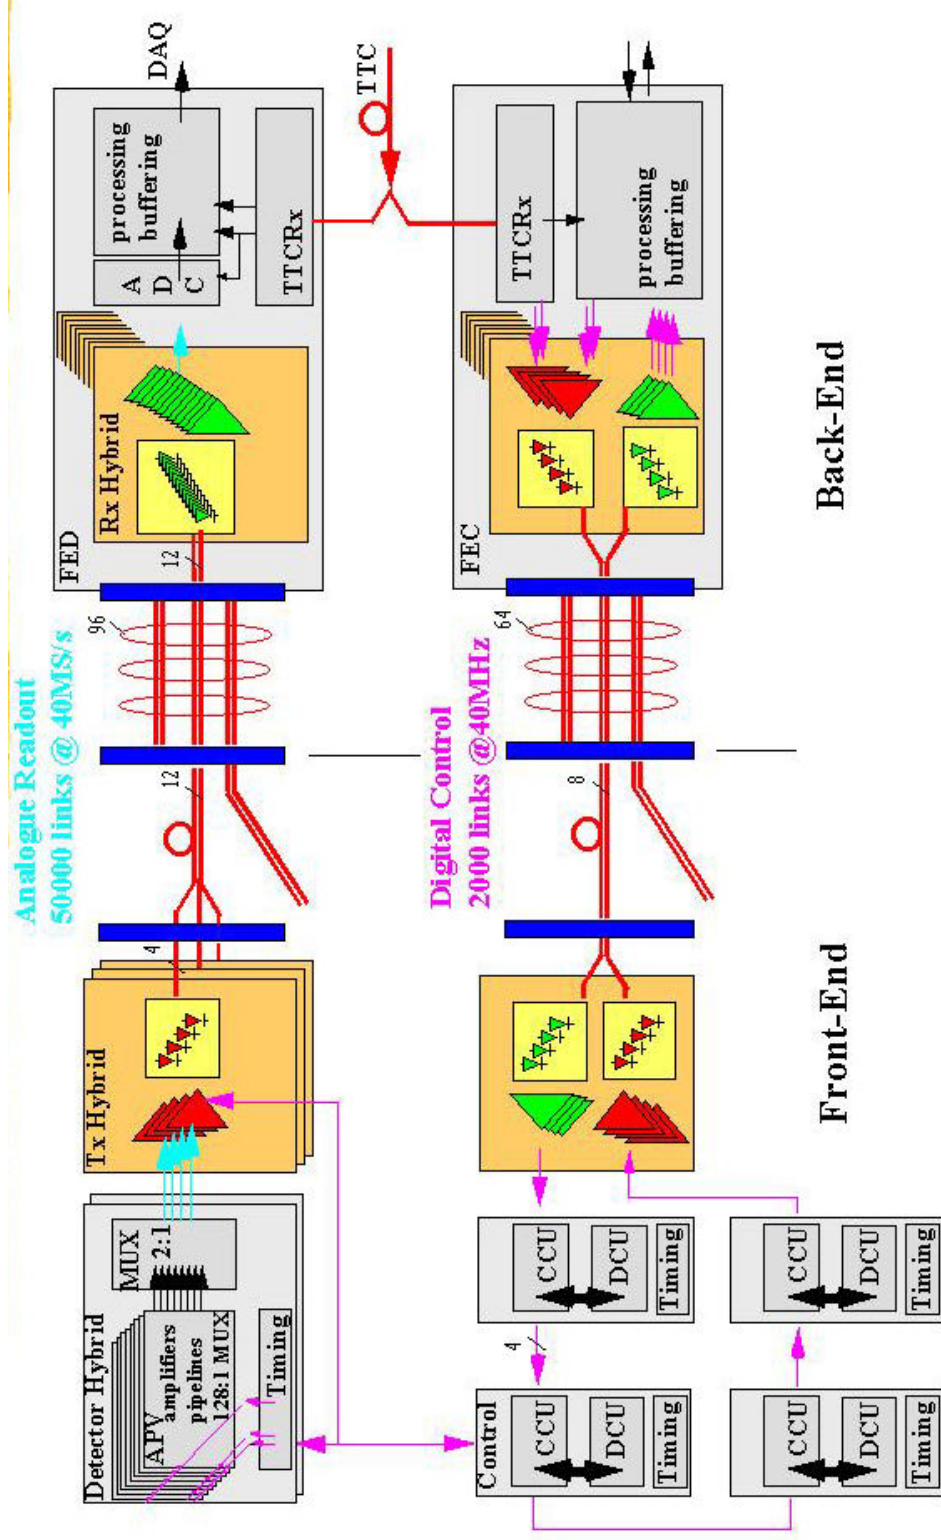 Analogue Readout
50000 links @ 40MS/s
Detector Hybrid
APV
amplifiers
pipelines
128:1 MUX
MUX
2:1
Timing
Tx Hybrid
4
12
96
12
FED
Rx Hybrid
A
D
C
processing
buffering
TTCRx
DAQ
TTC
Digital Control
2000 links @40MHz
Control
CCU
DCU
Timing
4
CCU
DCU
Timing
CCU
DCU
Timing
CCU
DCU
Timing
8
64
FEC
TTCRx
processing
buffering
Front-End
Back-End